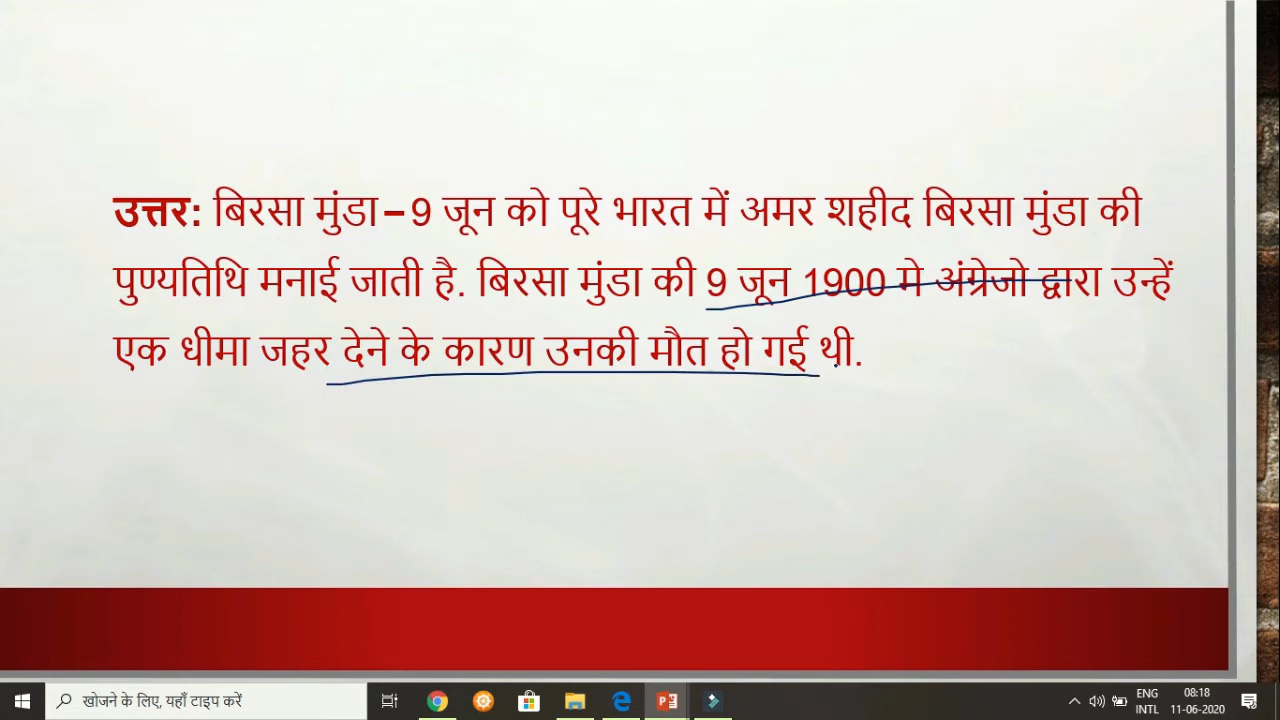 उत्तर: बिरसा मुंडा – 9 जून को पूरे भारत में अमर शहीद बिरसा मुंडा की
पुण्यतिथि मनाई जाती है. बिरसा मुंडा की 9 जून 1900 मे अंग्रेजो द्वारा उन्हें
एक धीमा जहर देने के कारण उनकी मौत हो गई थी.
खोजने के लिए, यहाँ टाइप करें
ENG
INTL
08:18
11-06-2020